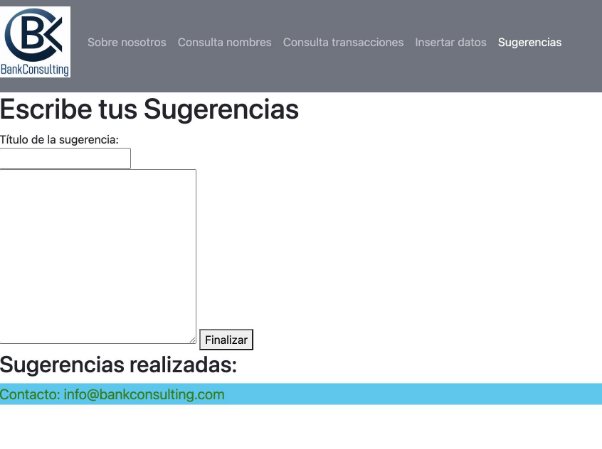 BK
BankConsulting
Sobre nosotros Consulta nombres Consulta transacciones Insertar datos Sugerencias
Escribe tus Sugerencias
Título de la sugerencia:
Finalizar
Sugerencias realizadas:
Contacto: info@bankconsulting.com